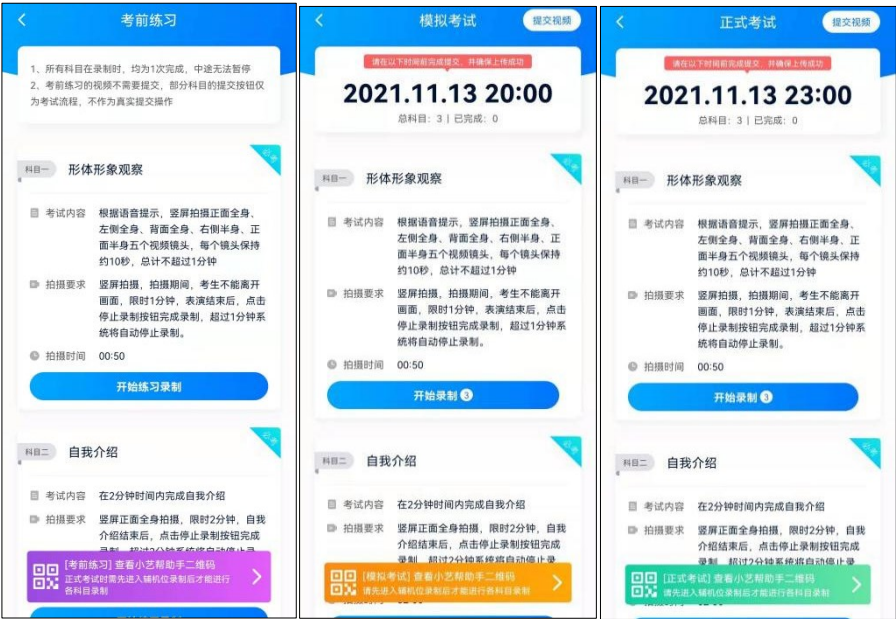 考前练习
1、所有科目在录制时，均为1次完成，中途无法暂停
2、考前练习的视频不需要提交，部分科目的提交按钮仅
为考试流程，不作为真实提交操作
必考
科目一 形体形象观察
考试内容 根据语音提示，竖屏拍摄正面全身、
左侧全身、背面全身、右侧半身、正
面半身五个视频镜头，每个镜头保持
约10秒，总计不超过1分钟
拍摄要求 竖屏拍摄，拍摄期间，考生不能离开
画面，限时1分钟，表演结束后，点击
停止录制按钮完成录制，超过1分钟系
统将自动停止录制。
拍摄时间 00:50
开始练习录制
必考
科目二 自我介绍
考试内容 在2分钟时间内完成自我介绍
拍摄要求 竖屏正面全身拍摄，限时2分钟，自我
介绍结束后，点击停止录制按钮完成
录制，超过2分钟系统将自动停止录
[考前练习] 查看小艺帮助手二维码
正式考试时需先进入辅机位录制后才能进行
各科目录制
模拟考试
提交视频
请在以下时间前完成提交，并确保上传成功
2021.11.13 20:00
总科目：3 | 已完成：0
必考
科目一 形体形象观察
考试内容 根据语音提示，竖屏拍摄正面全身、
左侧全身、背面全身、右侧半身、正
面半身五个视频镜头，每个镜头保持
约10秒，总计不超过1分钟
拍摄要求 竖屏拍摄，拍摄期间，考生不能离开
画面，限时1分钟，表演结束后，点击
停止录制按钮完成录制，超过1分钟系
统将自动停止录制。
拍摄时间 00:50
开始录制 3
必考
科目二 自我介绍
考试内容 在2分钟时间内完成自我介绍
拍摄要求 竖屏正面全身拍摄，限时2分钟，自我
介绍结束后，点击停止录制按钮完成
录制，超过2分钟系统将自动停止录
[模拟考试] 查看小艺帮助手二维码
请先进入辅机位录制后才能进行各科目录制
正式考试
提交视频
请在以下时间前完成提交，并确保上传成功
2021.11.13 23:00
总科目：3 | 已完成：0
必考
科目一 形体形象观察
考试内容 根据语音提示，竖屏拍摄正面全身、
左侧全身、背面全身、右侧半身、正
面半身五个视频镜头，每个镜头保持
约10秒，总计不超过1分钟
拍摄要求 竖屏拍摄，拍摄期间，考生不能离开
画面，限时1分钟，表演结束后，点击
停止录制按钮完成录制，超过1分钟系
统将自动停止录制。
拍摄时间 00:50
开始录制 3
必考
科目二 自我介绍
考试内容 在2分钟时间内完成自我介绍
拍摄要求 竖屏正面全身拍摄，限时2分钟，自我
介绍结束后，点击停止录制按钮完成
录制，超过2分钟系统将自动停止录
[正式考试] 查看小艺帮助手二维码
请先进入辅机位录制后才能进行各科目录制